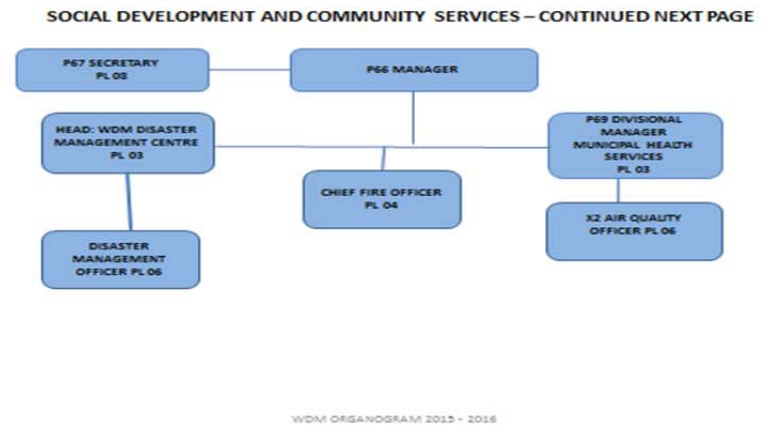 SOCIAL DEVELOPMENT AND COMMUNITY SERVICES – CONTINUED NEXT PAGE
P67 SECRETARY
PL 08
P66 MANAGER
HEAD: WDM DISASTER
MANAGEMENT CENTRE
PL 03
P69 DIVISIONAL
MANAGER
MUNICIPAL HEALTH
SERVICES
PL 03
CHIEF FIRE OFFICER
PL 04
X2 AIR QUALITY
OFFICER PL 06
DISASTER
MANAGEMENT
OFFICER PL 06
WDM ORGANOGRAM 2015 - 2016